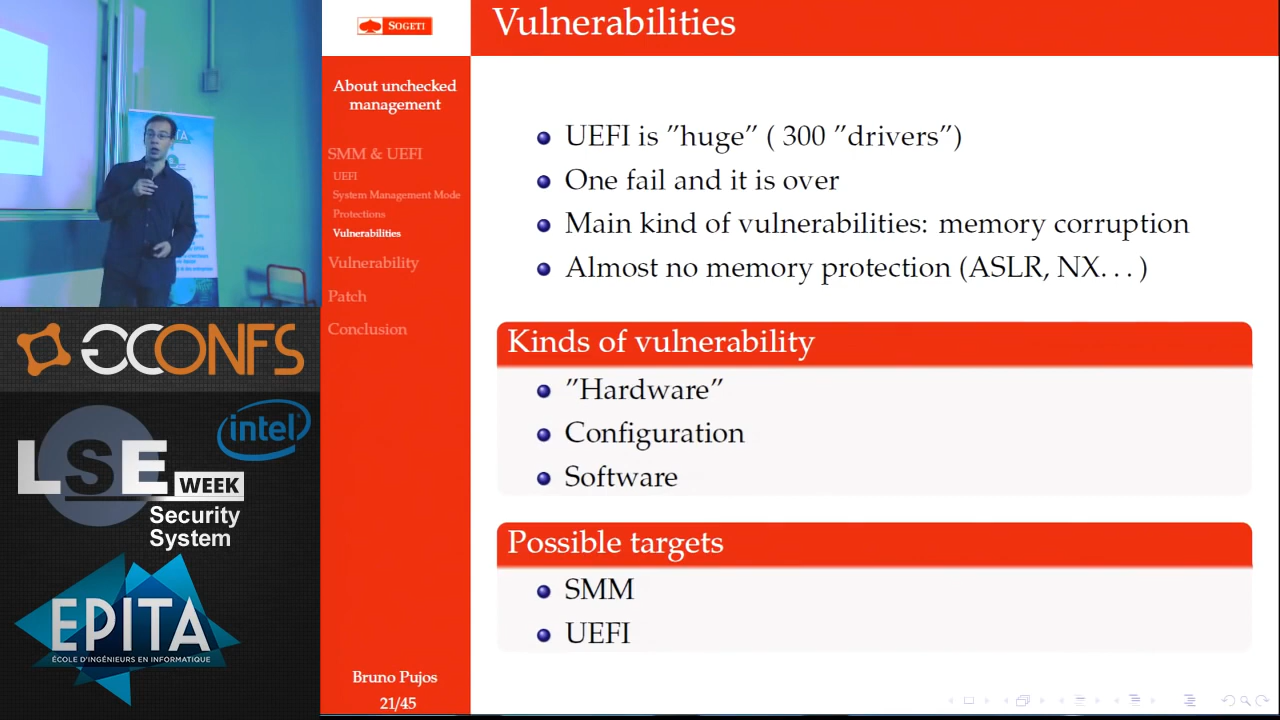 SOGETI
Vulnerabilities
About unchecked
management
SMM & UEFI
UEFI
System Management Mode
Protections
Vulnerabilities
Vulnerability
Patch
Conclusion
Bruno Pujos
21/45
UEFI is ”huge” ( 300 ”drivers”)
One fail and it is over
Main kind of vulnerabilities: memory corruption
Almost no memory protection (ASLR, NX. . . )
Kinds of vulnerability
”Hardware”
Configuration
Software
Possible targets
SMM
UEFI
GCONFS
intel
LSE
WEEK
Security
System
EPITA
ÉCOLE D'INGÉNIEURS EN INFORMATIQUE